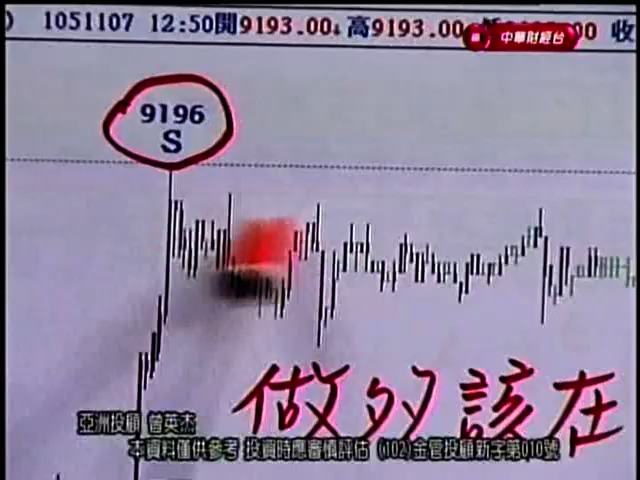 1051107 12:50開9193.00↓高9193.00 收
中華財經台
9196
S
做多該在
亞洲投顧 曾英杰
本資料僅供參考 投資時應審慎評估 (102)金管投顧新字第010號